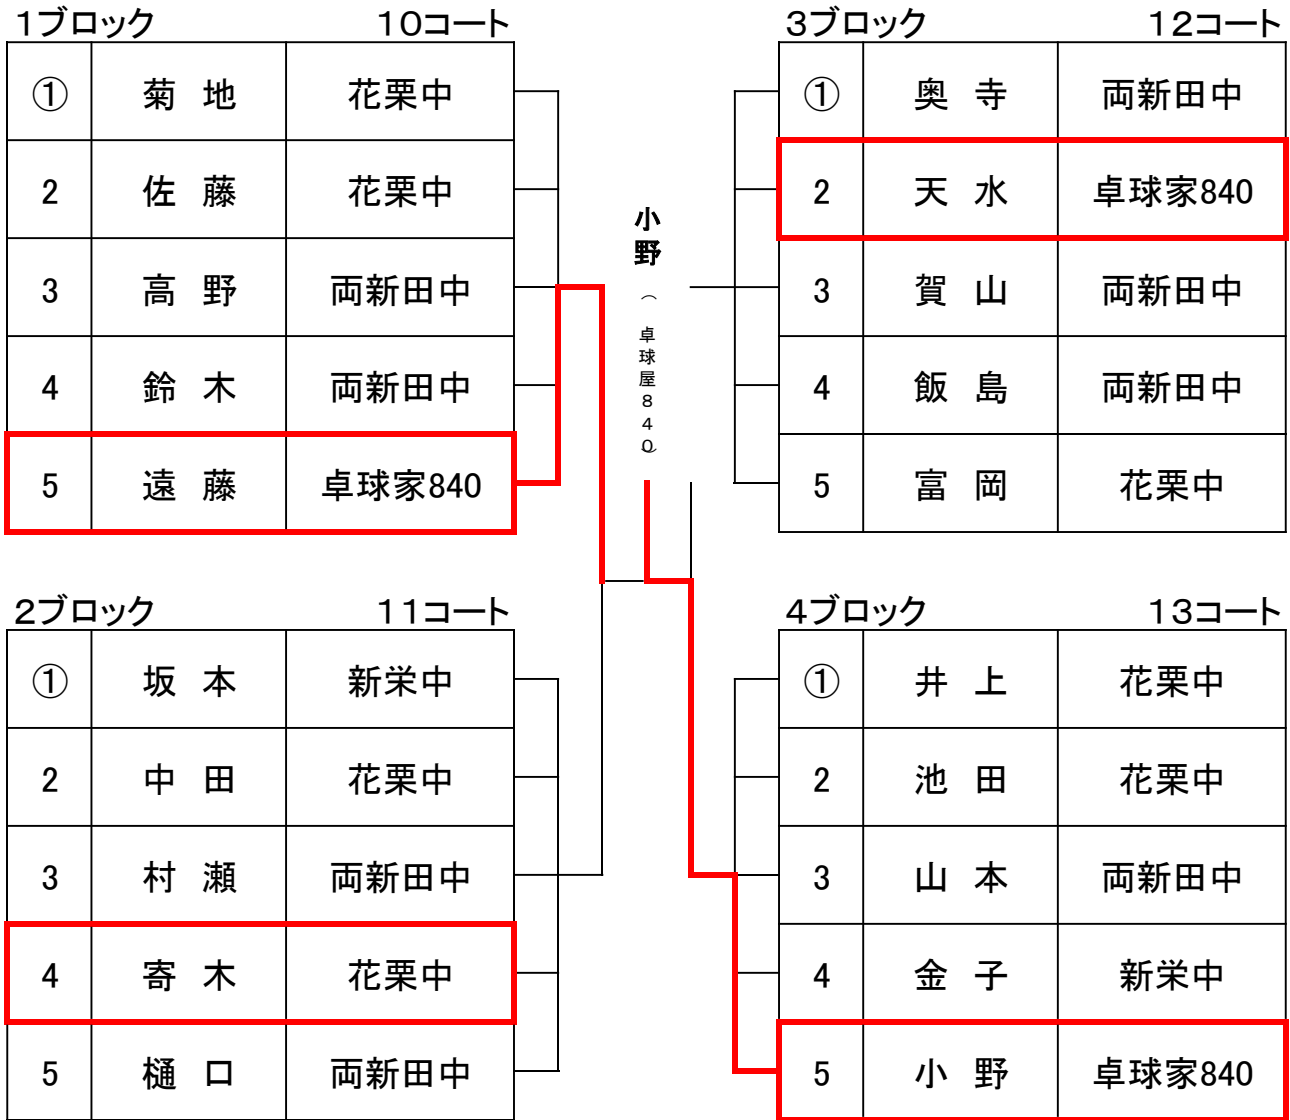 1ブロック 10コート
① 菊 地 花栗中
2 佐 藤 花栗中
3 高 野 両新田中
4 鈴 木 両新田中
5 遠 藤 卓球家840
2ブロック 11コート
① 坂 本 新栄中
2 中 田 花栗中
3 村 瀬 両新田中
4 寄 木 花栗中
5 樋 口 両新田中
小野（卓球屋840）
3ブロック 12コート
① 奥 寺 両新田中
2 天 水 卓球家840
3 賀 山 両新田中
4 飯 島 両新田中
5 富 岡 花栗中
4ブロック 13コート
① 井 上 花栗中
2 池 田 花栗中
3 山 本 両新田中
4 金 子 新栄中
5 小 野 卓球家840